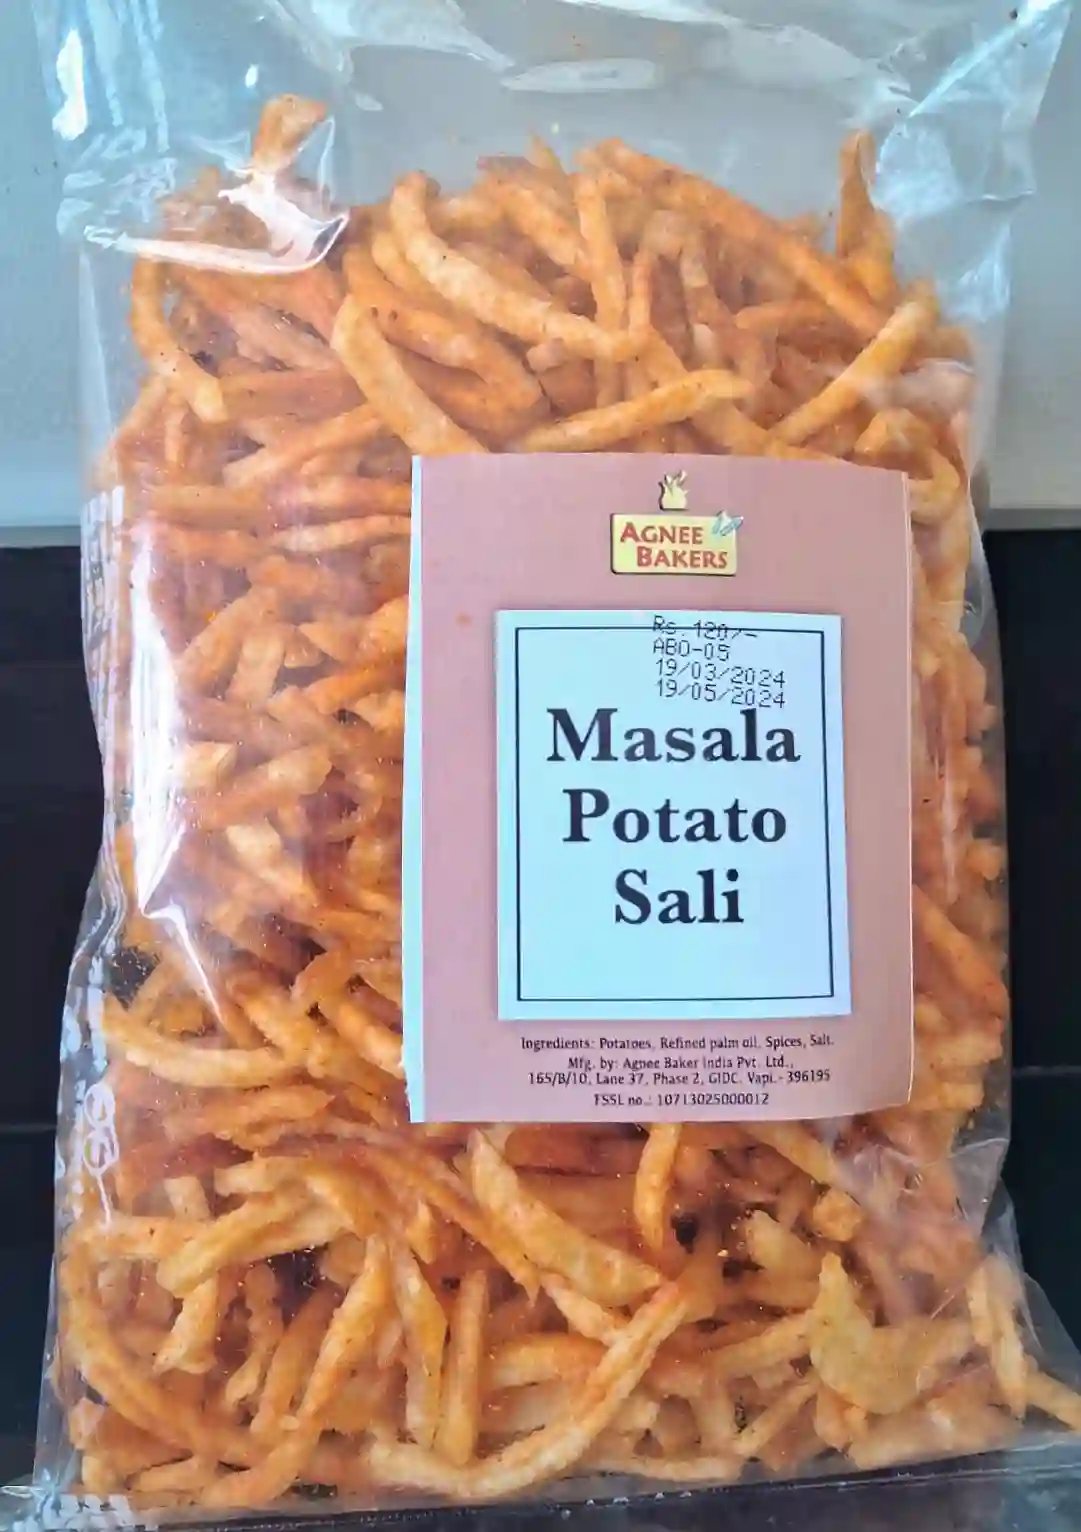 AGNEE
BAKERS
Rs.120/-
ABO-05
19/03/2024
19/05/2024
Masala
Potato
Sali
Ingredients: Potatoes, Refined palm oil, Spices, Salt.
Mfg. by: Agnee Baker India Pvt. Ltd.,
165/B/10, Lane 37, Phase 2, GIDC, Vapi.- 396195
FSSL no.: 10713025000012